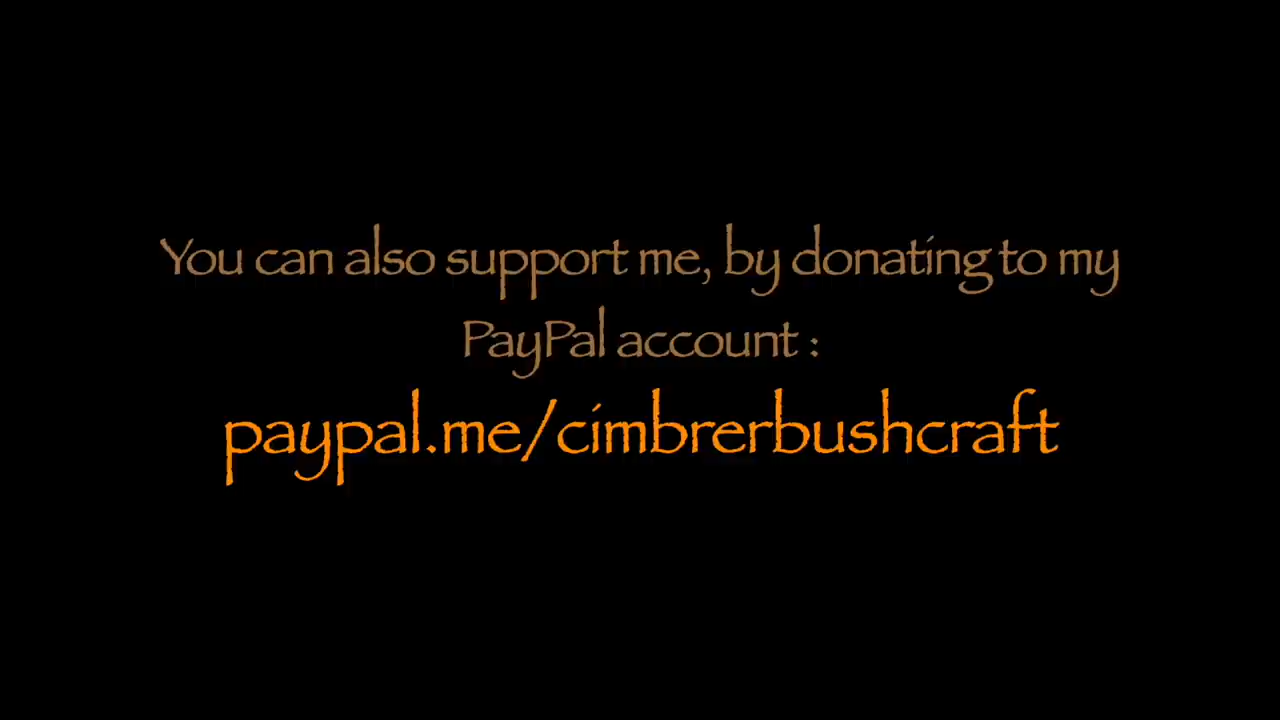 You can also support me, by donating to my
PayPal account :
paypal.me/cimbrerbushcraft